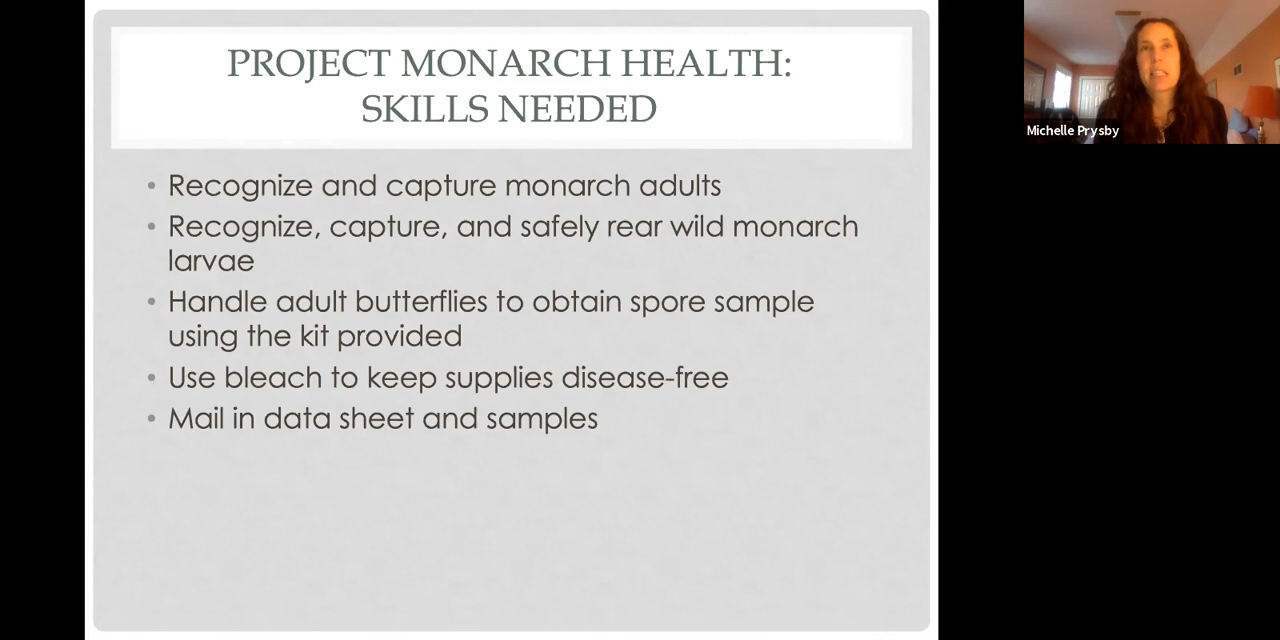 PROJECT MONARCH HEALTH:
SKILLS NEEDED
• Recognize and capture monarch adults
• Recognize, capture, and safely rear wild monarch
larvae
• Handle adult butterflies to obtain spore sample
using the kit provided
• Use bleach to keep supplies disease-free
• Mail in data sheet and samples
Michelle Prysby